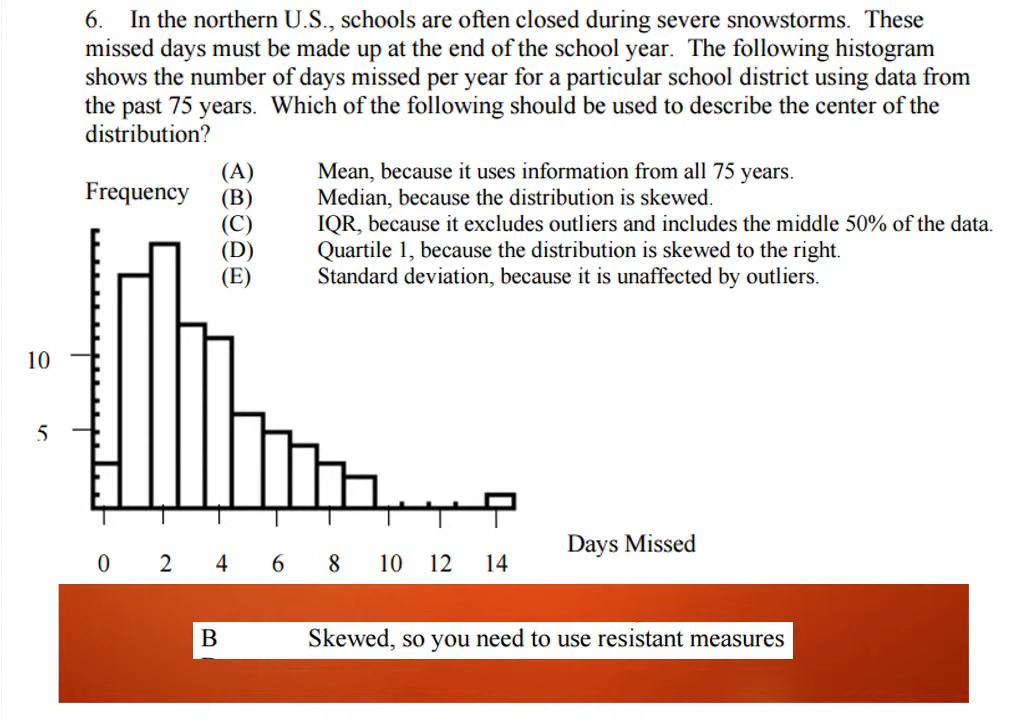 6. In the northern U.S., schools are often closed during severe snowstorms. These
missed days must be made up at the end of the school year. The following histogram
shows the number of days missed per year for a particular school district using data from
the past 75 years. Which of the following should be used to describe the center of the
distribution?
(A) Mean, because it uses information from all 75 years.
(B) Median, because the distribution is skewed.
(C) IQR, because it excludes outliers and includes the middle 50% of the data.
(D) Quartile 1, because the distribution is skewed to the right.
(E) Standard deviation, because it is unaffected by outliers.
Frequency
10
5
0 2 4 6 8 10 12 14
Days Missed
B Skewed, so you need to use resistant measures